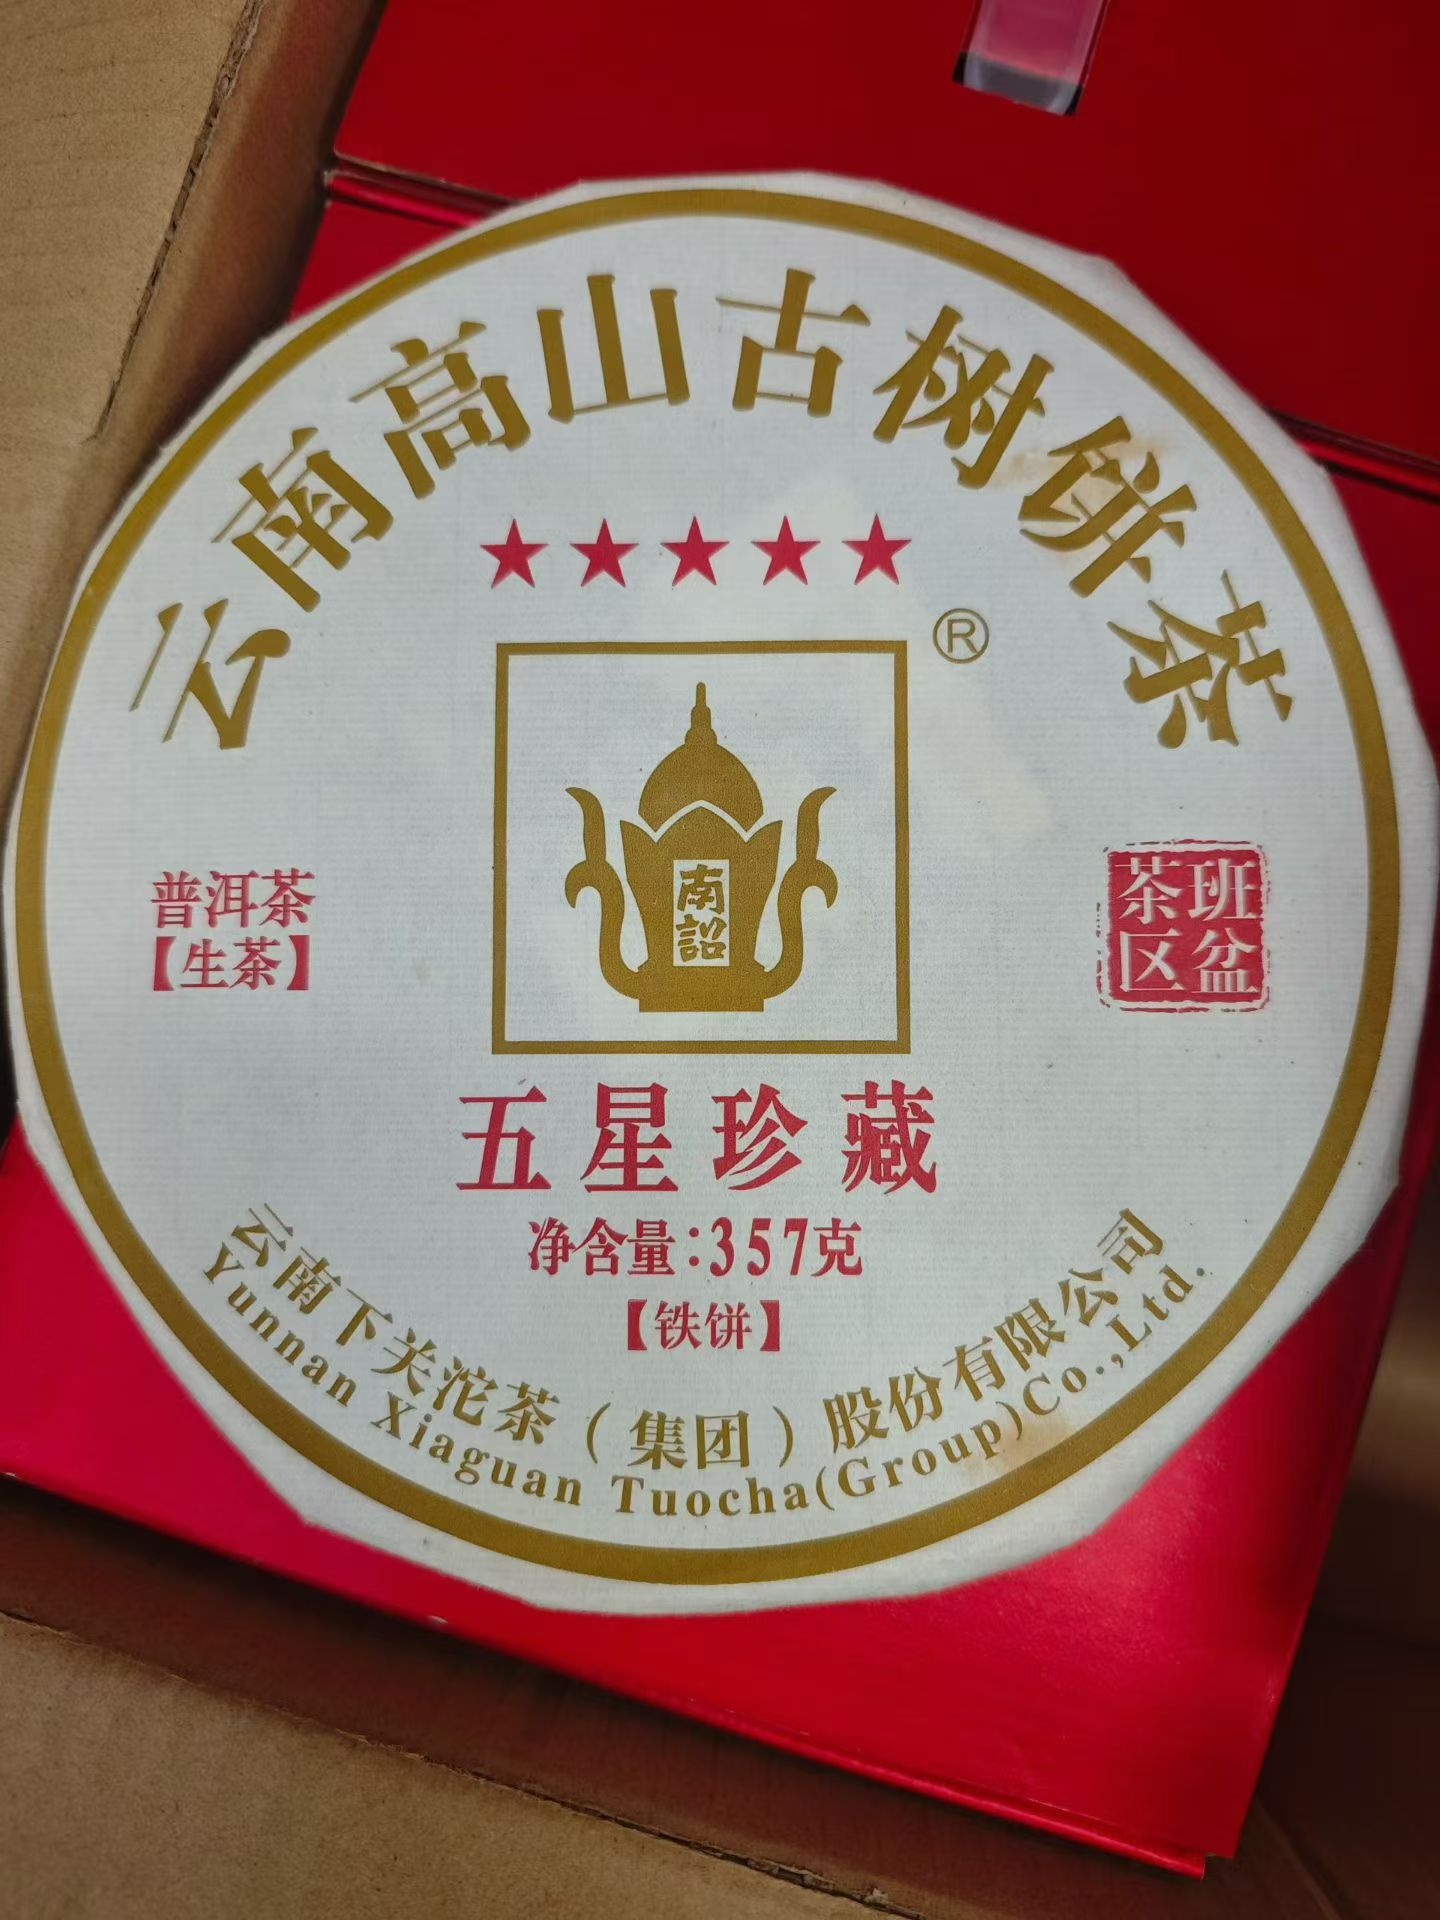 云南高山古树饼茶
★★★★★
®
南诏
普洱茶
【生茶】
班盆
茶区
五星珍藏
净含量:357克
【铁饼】
云南下关沱茶(集团)股份有限公司
Yunnan Xiaguan Tuocha(Group)Co.,Ltd.